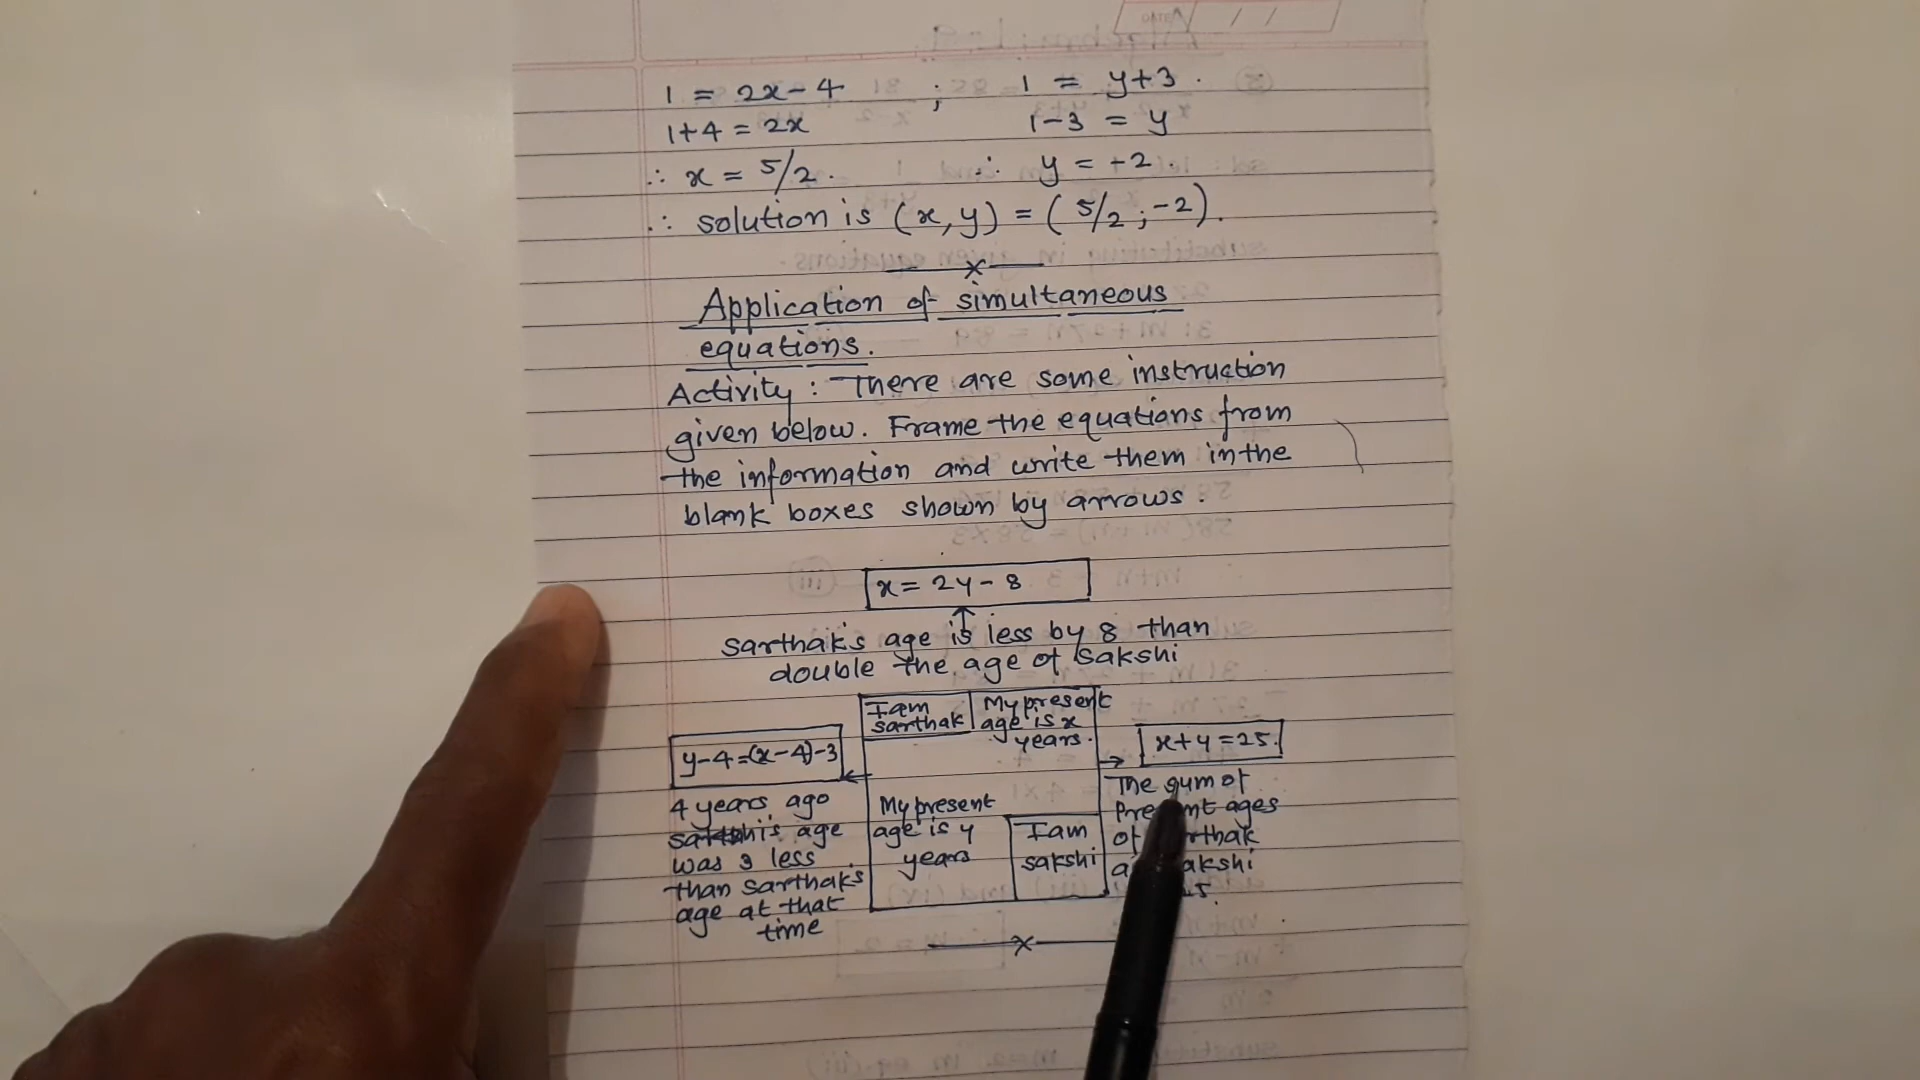 1 = 2x - 4 ; 1 = y+3 .
1+4 = 2x 1-3 = y
∴ x = 5/2 . ∴ y = +2 .
∴ solution is (x, y) = ( 5/2 ; -2 ) .
x
Application of simultaneous
equations .
Activity : There are some instruction
given below . Frame the equations from
the information and write them in the
blank boxes shown by arrows .
x = 2y - 8
sarthak's age is less by 8 than
double the age of sakshi
I am
sarthak
My present
age is x
years .
y-4=(x-4)-3
x+y=25.
4 years ago
age
was 3 less
than sarthaks
age at that
time
My present
age is y
years
I am
sakshi
The sum of
ages
of
x